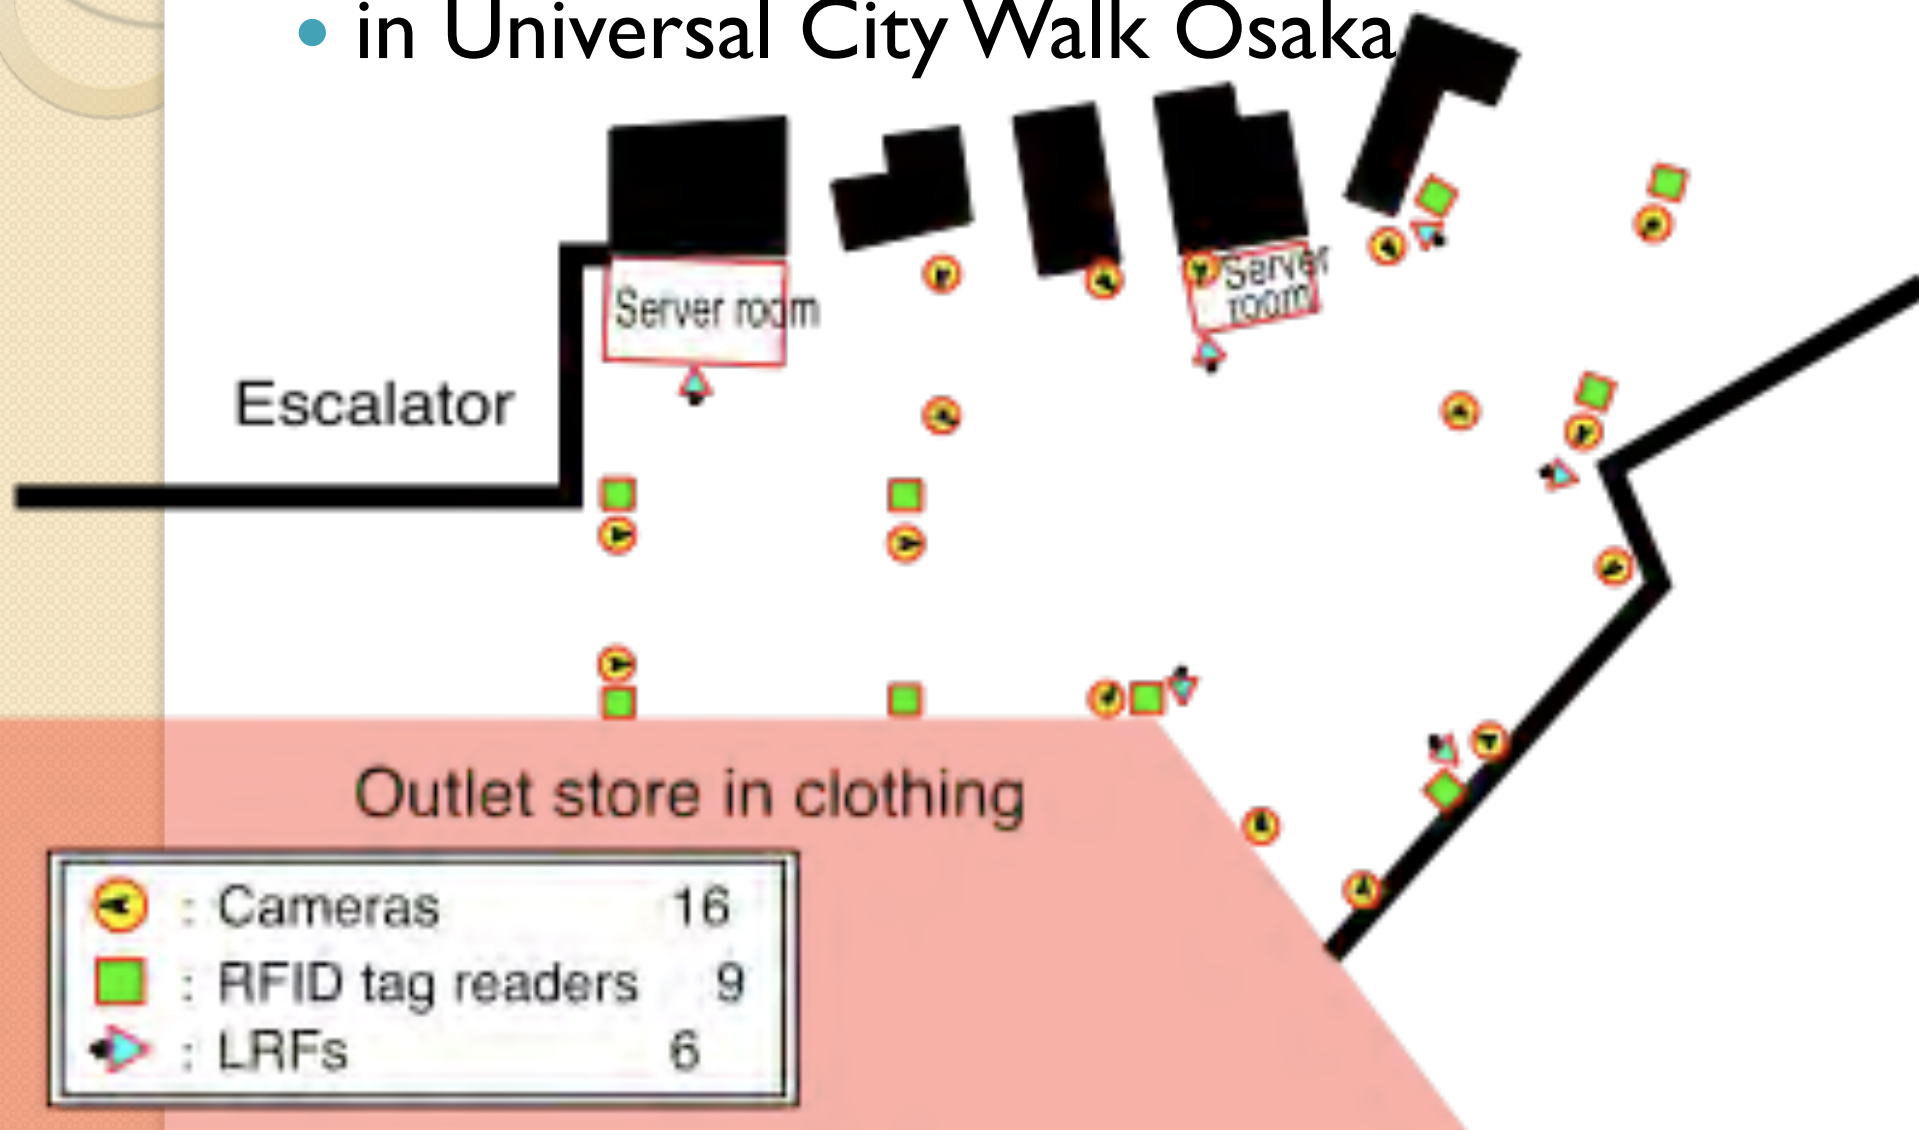 • in Universal City Walk Osaka
Server room
Server
room
Escalator
Outlet store in clothing
: Cameras 16
: RFID tag readers 9
: LRFs 6